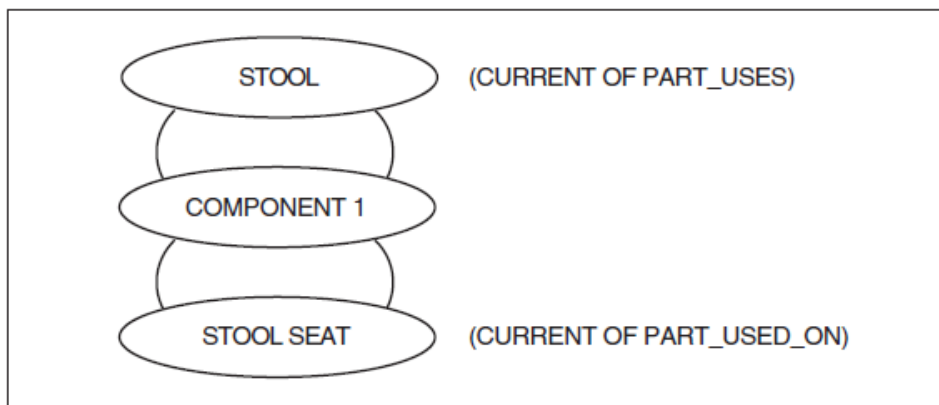 STOOL (CURRENT OF PART_USES)
COMPONENT 1
STOOL SEAT (CURRENT OF PART_USED_ON)